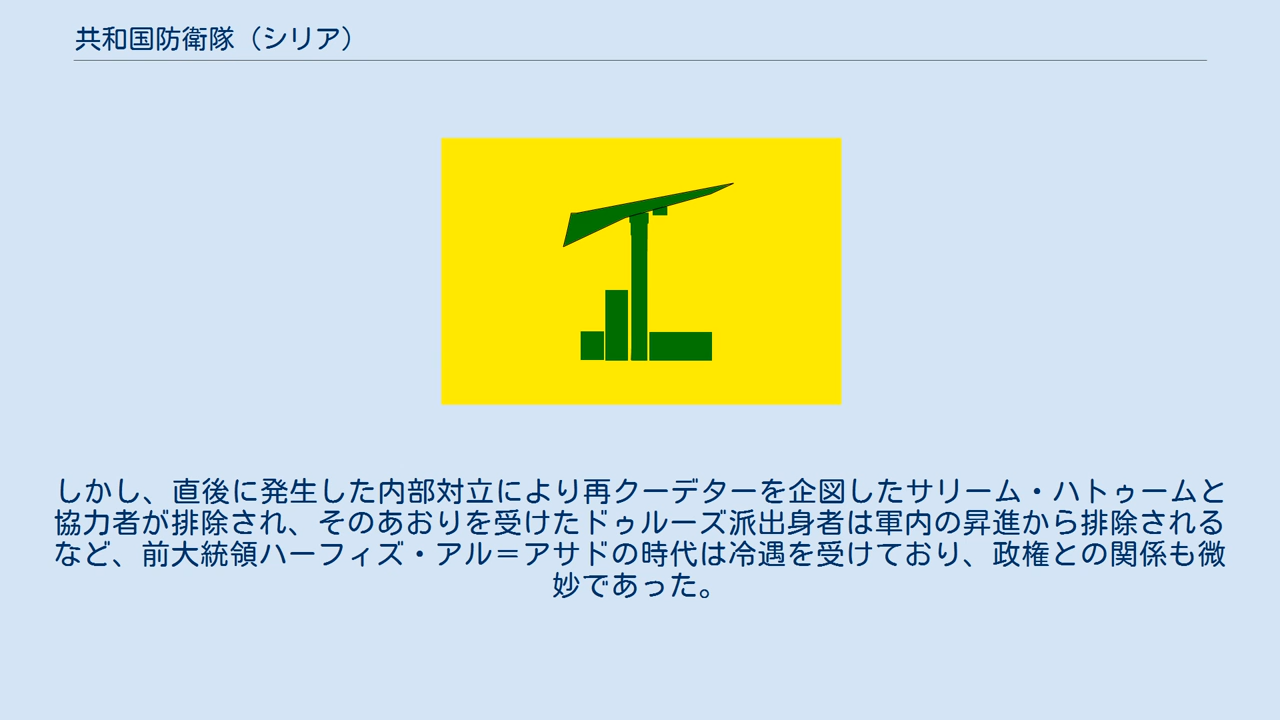 共和国防衛隊（シリア）
しかし、直後に発生した内部対立により再クーデターを企図したサリーム・ハトゥームと
協力者が排除され、そのあおりを受けたドゥルーズ派出身者は軍内の昇進から排除される
など、前大統領ハーフィズ・アル＝アサドの時代は冷遇を受けており、政権との関係も微
妙であった。